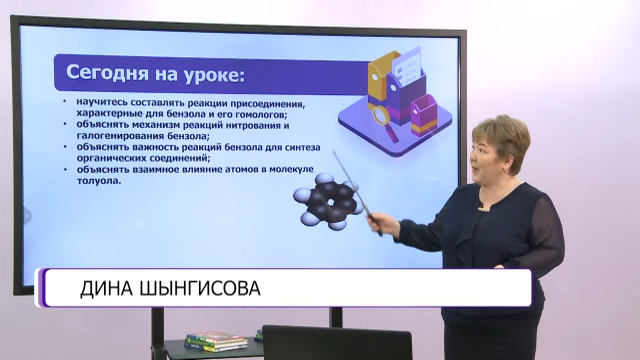 Сегодня на уроке:
• научитесь составлять реакции присоединения,
характерные для бензола и его гомологов;
• объяснять механизм реакций нитрования и
галогенирования бензола;
• объяснять важность реакций бензола для синтеза
органических соединений;
• объяснять взаимное влияние атомов в молекуле
толуола.
ДИНА ШЫНГИСОВА